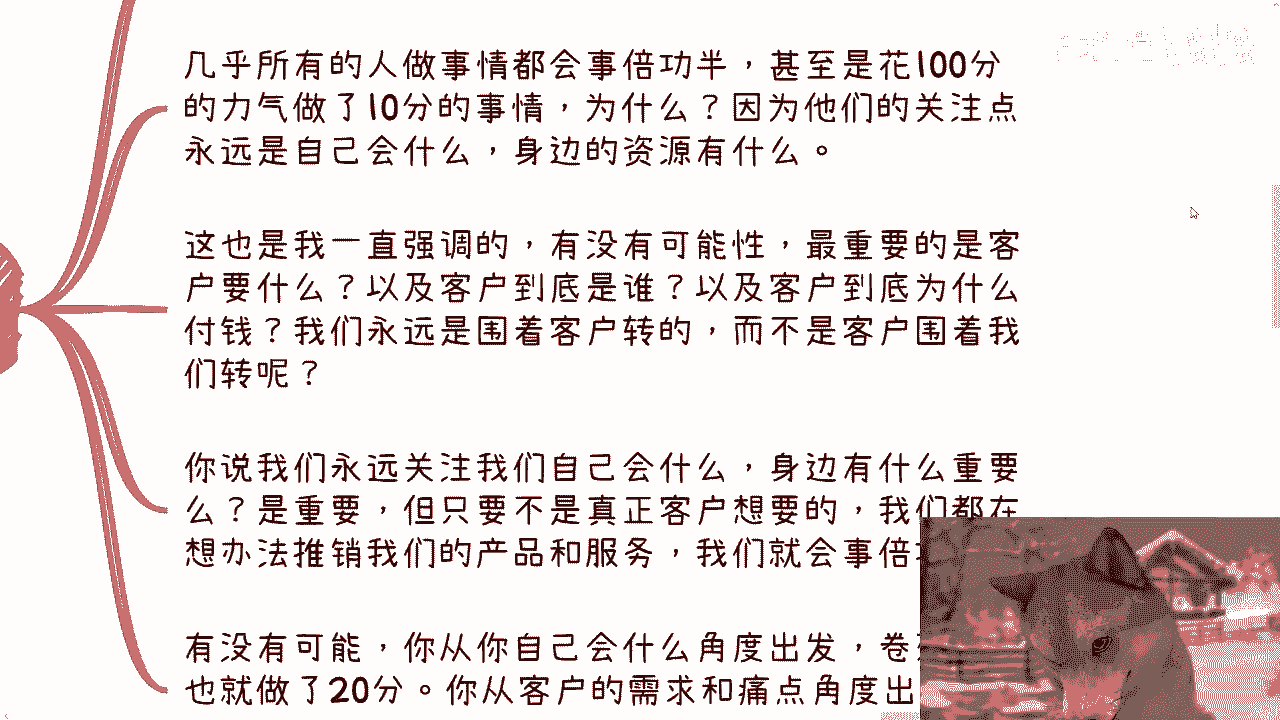 几乎所有的人做事情都会事倍功半，甚至是花100分
的力气做了10分的事情，为什么？因为他们的关注点
永远是自己会什么，身边的资源有什么。
这也是我一直强调的，有没有可能性，最重要的是客
户要什么？以及客户到底是谁？以及客户到底为什么
付钱？我们永远是围着客户转的，而不是客户围着我
们转呢？
你说我们永远关注我们自己会什么，身边有什么重要
么？是重要，但只要不是真正客户想要的，我们都在
想办法推销我们的产品和服务，我们就会事倍
有没有可能，你从你自己会什么角度出发，卷
也就做了20分。你从客户的需求和痛点角度出